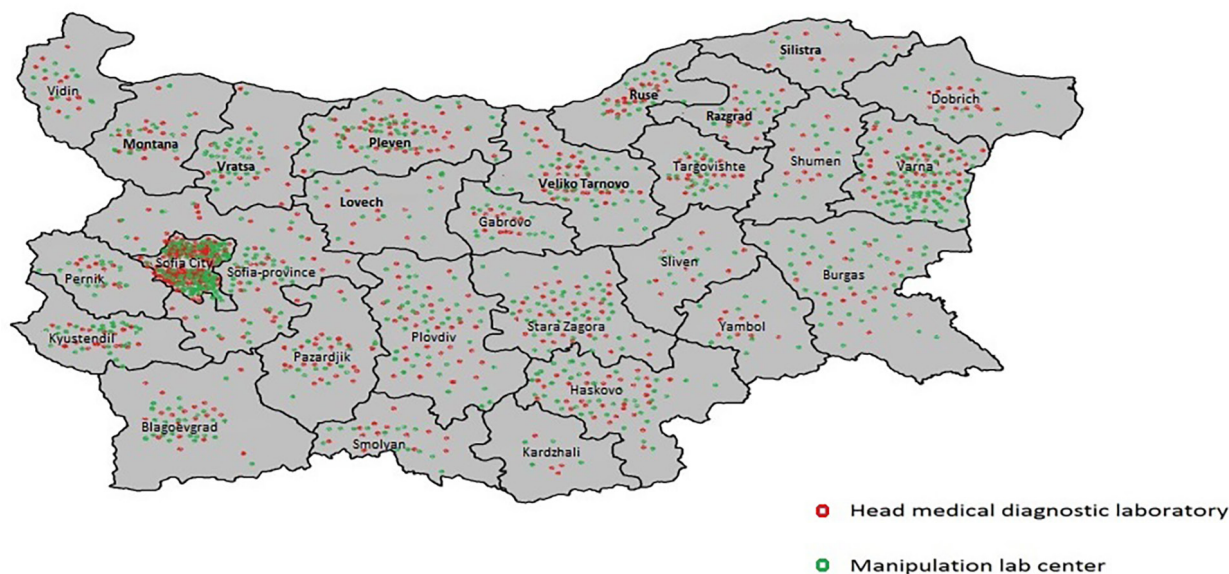 Silistra
Vidin
Ruse
Dobrich
Razgrad
Montana
Pleven
Vratsa
Targovishte
Shumen
Varna
Veliko Tarnovo
Lovech
Gabrovo
Sofia City
Sofia-province
Pernik
Sliven
Burgas
Kyustendil
Stara Zagora
Yambol
Plovdiv
Pazardjik
Haskovo
Blagoevgrad
Smolyan
Kardzhali
Head medical diagnostic laboratory
Manipulation lab center